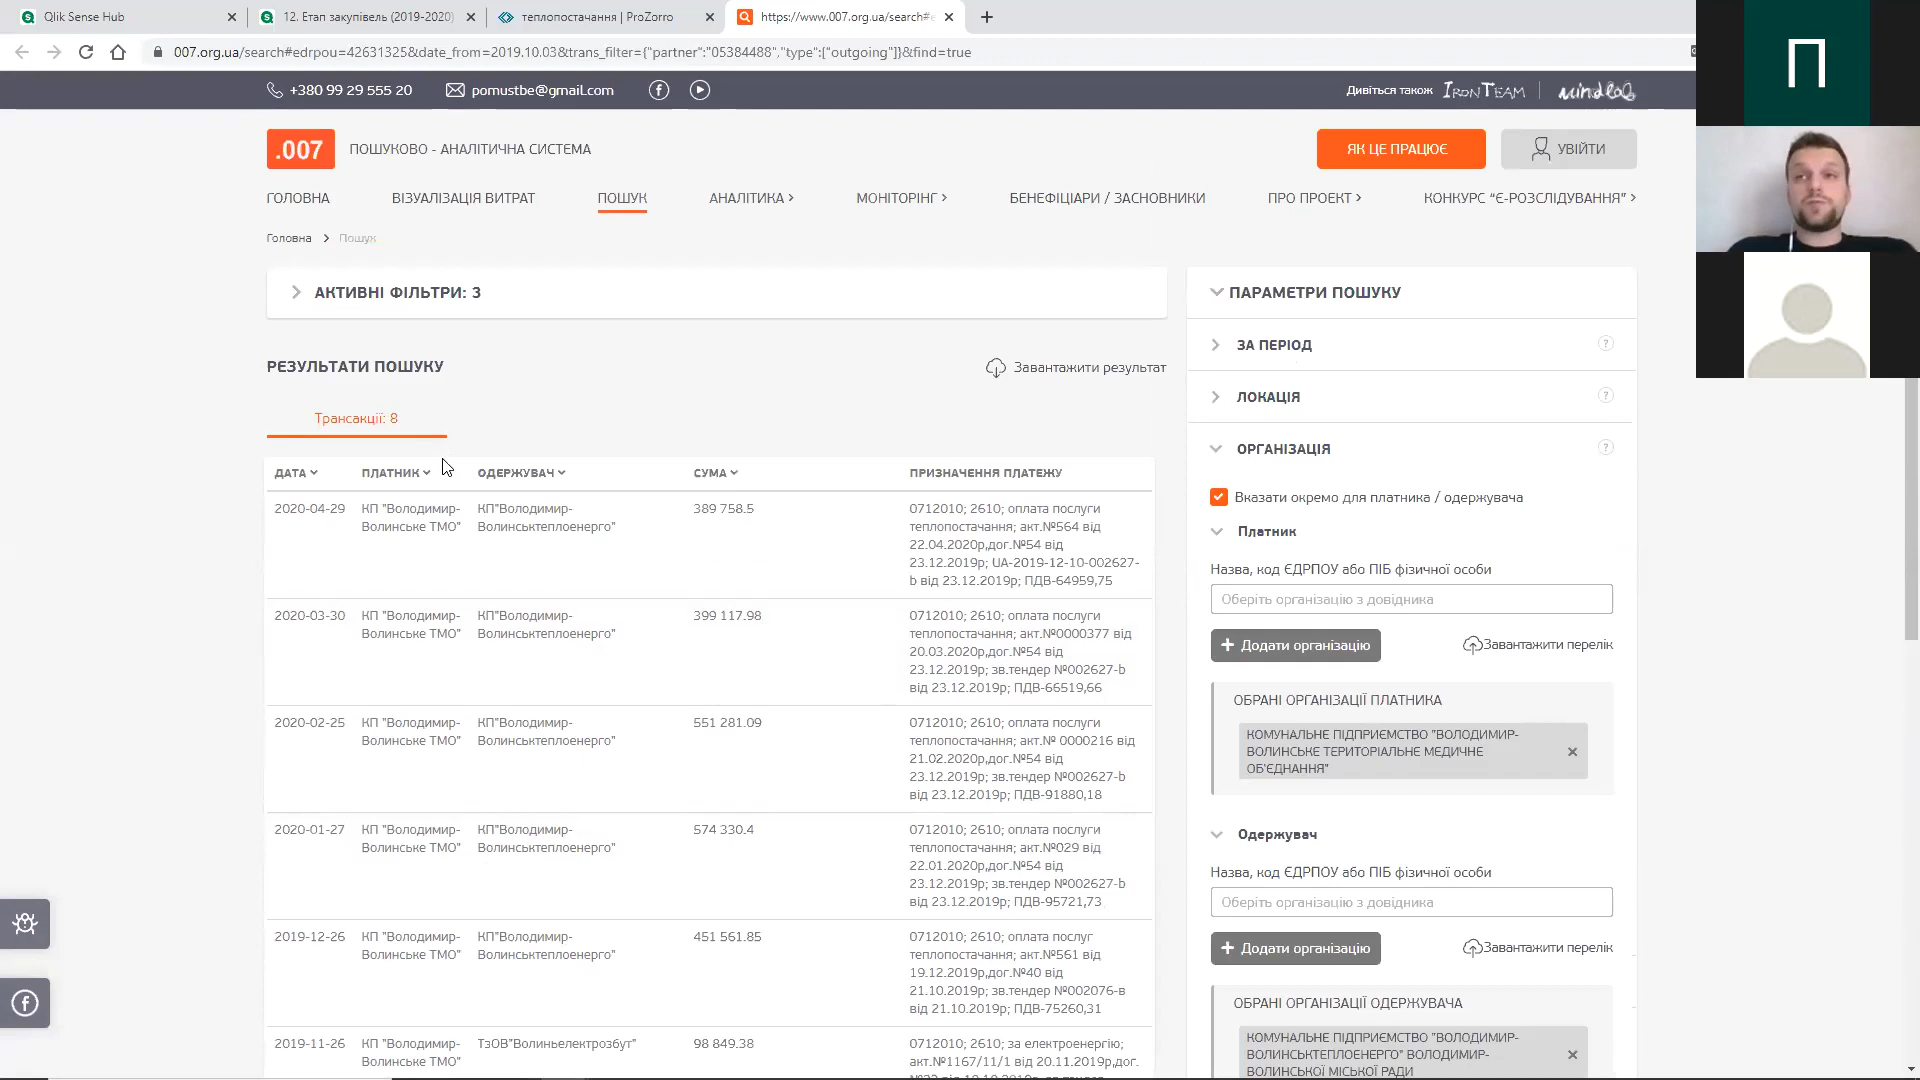 Qlik Sense Hub
12. Етап закупівель (2019-2020)
теплопостачання | ProZorro
https://www.007.org.ua/search#e
007.org.ua/search#edrpou=42631325&date_from=2019.10.03&trans_filter={"partner":"05384488","type":["outgoing"]}&find=true
П
+380 99 29 555 20
pomustbe@gmail.com
Дивіться також
IRONTEAM
mindlab
.007
ПОШУКОВО - АНАЛІТИЧНА СИСТЕМА
ЯК ЦЕ ПРАЦЮЄ
УВІЙТИ
ГОЛОВНА
ВІЗУАЛІЗАЦІЯ ВИТРАТ
ПОШУК
АНАЛІТИКА
МОНІТОРІНГ
БЕНЕФІЦІАРИ / ЗАСНОВНИКИ
ПРО ПРОЕКТ
КОНКУРС “Є-РОЗСЛІДУВАННЯ”
Головна > Пошук
АКТИВНІ ФІЛЬТРИ: 3
РЕЗУЛЬТАТИ ПОШУКУ
Завантажити результат
Трансакції: 8
ДАТА ПЛАТНИК ОДЕРЖУВАЧ СУМА ПРИЗНАЧЕННЯ ПЛАТЕЖУ
2020-04-29
КП "Володимир-
Волинське ТМО"
КП"Володимир-
Волинськтеплоенерго"
389 758.5
0712010; 2610; оплата послуги
теплопостачання; акт.№564 від
22.04.2020р,дог.№54 від
23.12.2019р; UA-2019-12-10-002627-
b від 23.12.2019р; ПДВ-64959,75
2020-03-30
КП "Володимир-
Волинське ТМО"
КП"Володимир-
Волинськтеплоенерго"
399 117.98
0712010; 2610; оплата послуги
теплопостачання; акт.№0000377 від
20.03.2020р,дог.№54 від
23.12.2019р; зв.тендер №002627-b
від 23.12.2019р; ПДВ-66519,66
2020-02-25
КП "Володимир-
Волинське ТМО"
КП"Володимир-
Волинськтеплоенерго"
551 281.09
0712010; 2610; оплата послуги
теплопостачання; акт.№ 0000216 від
21.02.2020р,дог.№54 від
23.12.2019р; зв.тендер №002627-b
від 23.12.2019р; ПДВ-91880,18
2020-01-27
КП "Володимир-
Волинське ТМО"
КП"Володимир-
Волинськтеплоенерго"
574 330.4
0712010; 2610; оплата послуги
теплопостачання; акт.№029 від
22.01.2020р,дог.№54 від
23.12.2019р; зв.тендер №002627-b
від 23.12.2019р; ПДВ-95721,73
2019-12-26
КП "Володимир-
Волинське ТМО"
КП"Володимир-
Волинськтеплоенерго"
451 561.85
0712010; 2610; оплата послуг
теплопостачання; акт.№561 від
19.12.2019р,дог.№40 від
21.10.2019р; зв.тендер №002076-в
від 21.10.2019р; ПДВ-75260,31
2019-11-26
КП "Володимир-
Волинське ТМО"
ТзОВ"Волиньелектрозбут"
98 849.38
0712010; 2610; за електроенергію;
акт.№1167/11/1 від 20.11.2019р,дог.
ПАРАМЕТРИ ПОШУКУ
ЗА ПЕРІОД
?
ЛОКАЦІЯ
?
ОРГАНІЗАЦІЯ
?
Вказати окремо для платника / одержувача
Платник
Назва, код ЄДРПОУ або ПІБ фізичної особи
Оберіть організацію з довідника
+ Додати організацію
Завантажити перелік
ОБРАНІ ОРГАНІЗАЦІЇ ПЛАТНИКА
КОМУНАЛЬНЕ ПІДПРИЄМСТВО "ВОЛОДИМИР-
ВОЛИНСЬКЕ ТЕРИТОРІАЛЬНЕ МЕДИЧНЕ
ОБ'ЄДНАННЯ"
Одержувач
Назва, код ЄДРПОУ або ПІБ фізичної особи
Оберіть організацію з довідника
+ Додати організацію
Завантажити перелік
ОБРАНІ ОРГАНІЗАЦІЇ ОДЕРЖУВАЧА
КОМУНАЛЬНЕ ПІДПРИЄМСТВО "ВОЛОДИМИР-
ВОЛИНСЬКТЕПЛОЕНЕРГО" ВОЛОДИМИР-
ВОЛИНСЬКОЇ МІСЬКОЇ РАДИ